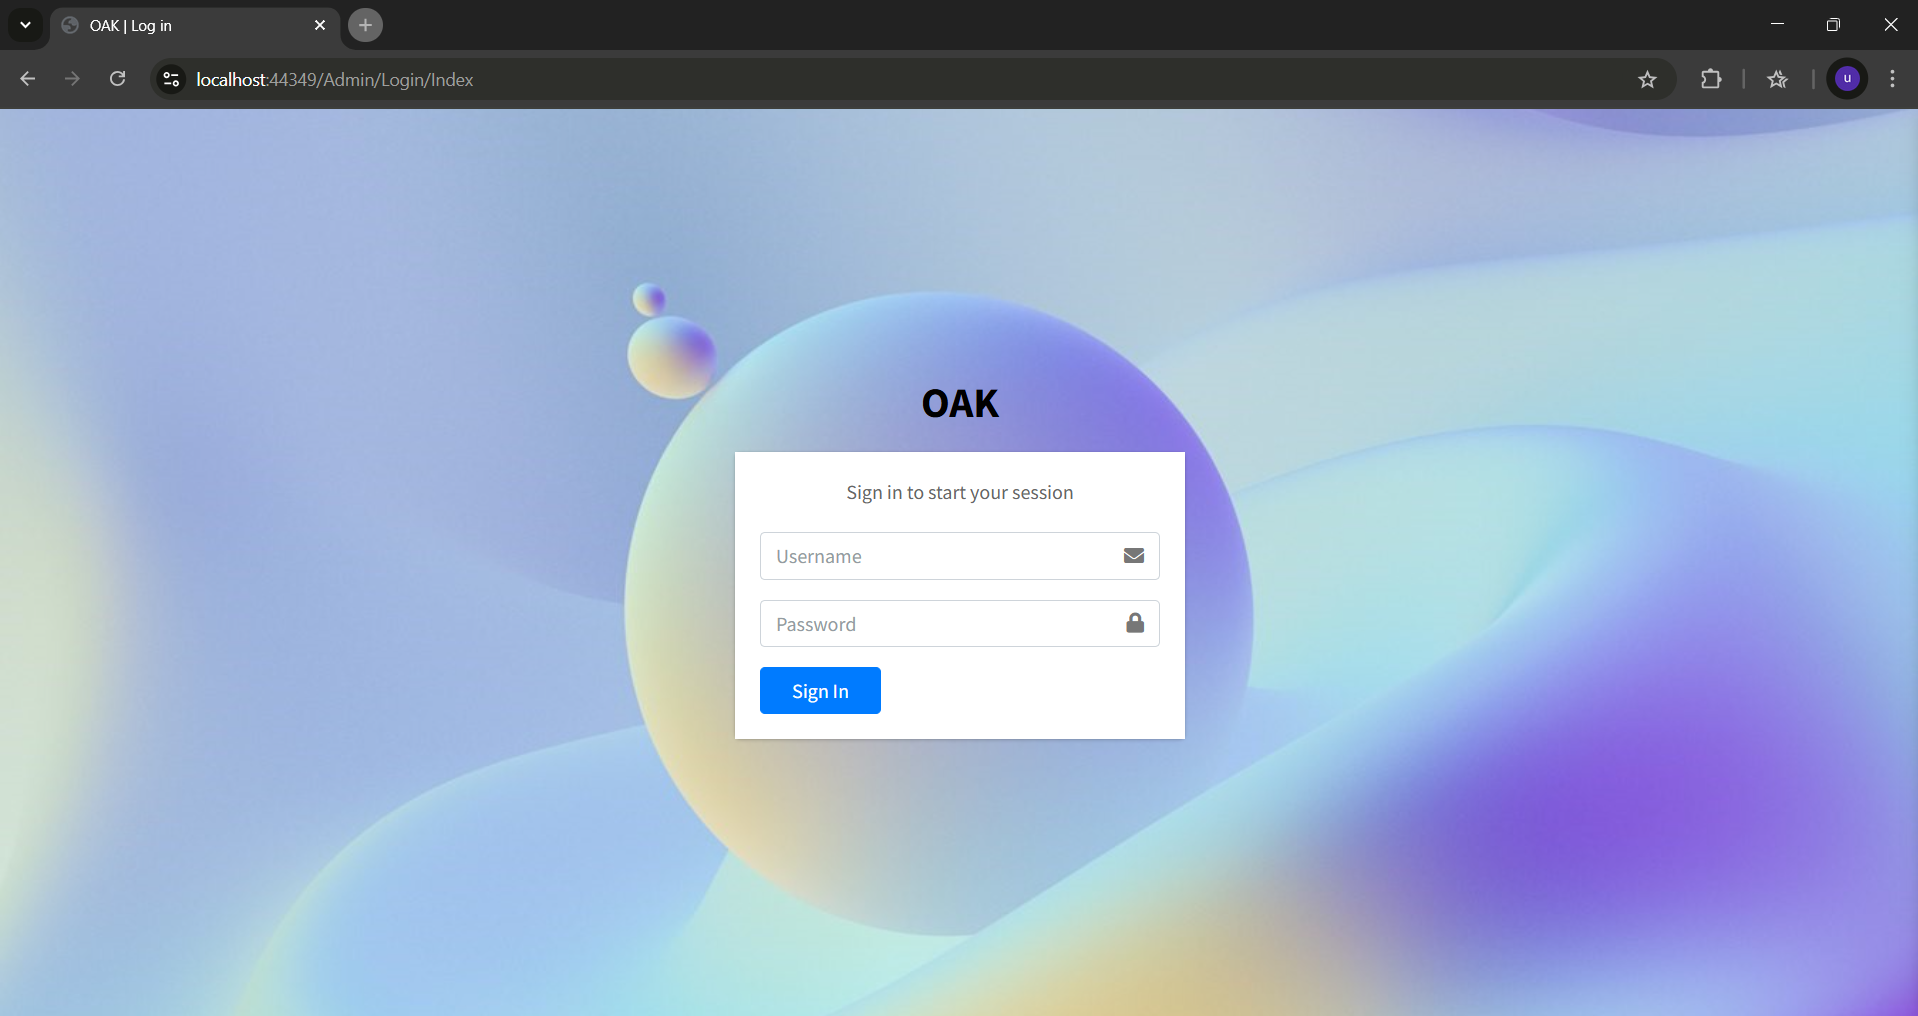 OAK | Log in
localhost:44349/Admin/Login/Index
u
OAK
Sign in to start your session
Username
Password
Sign In